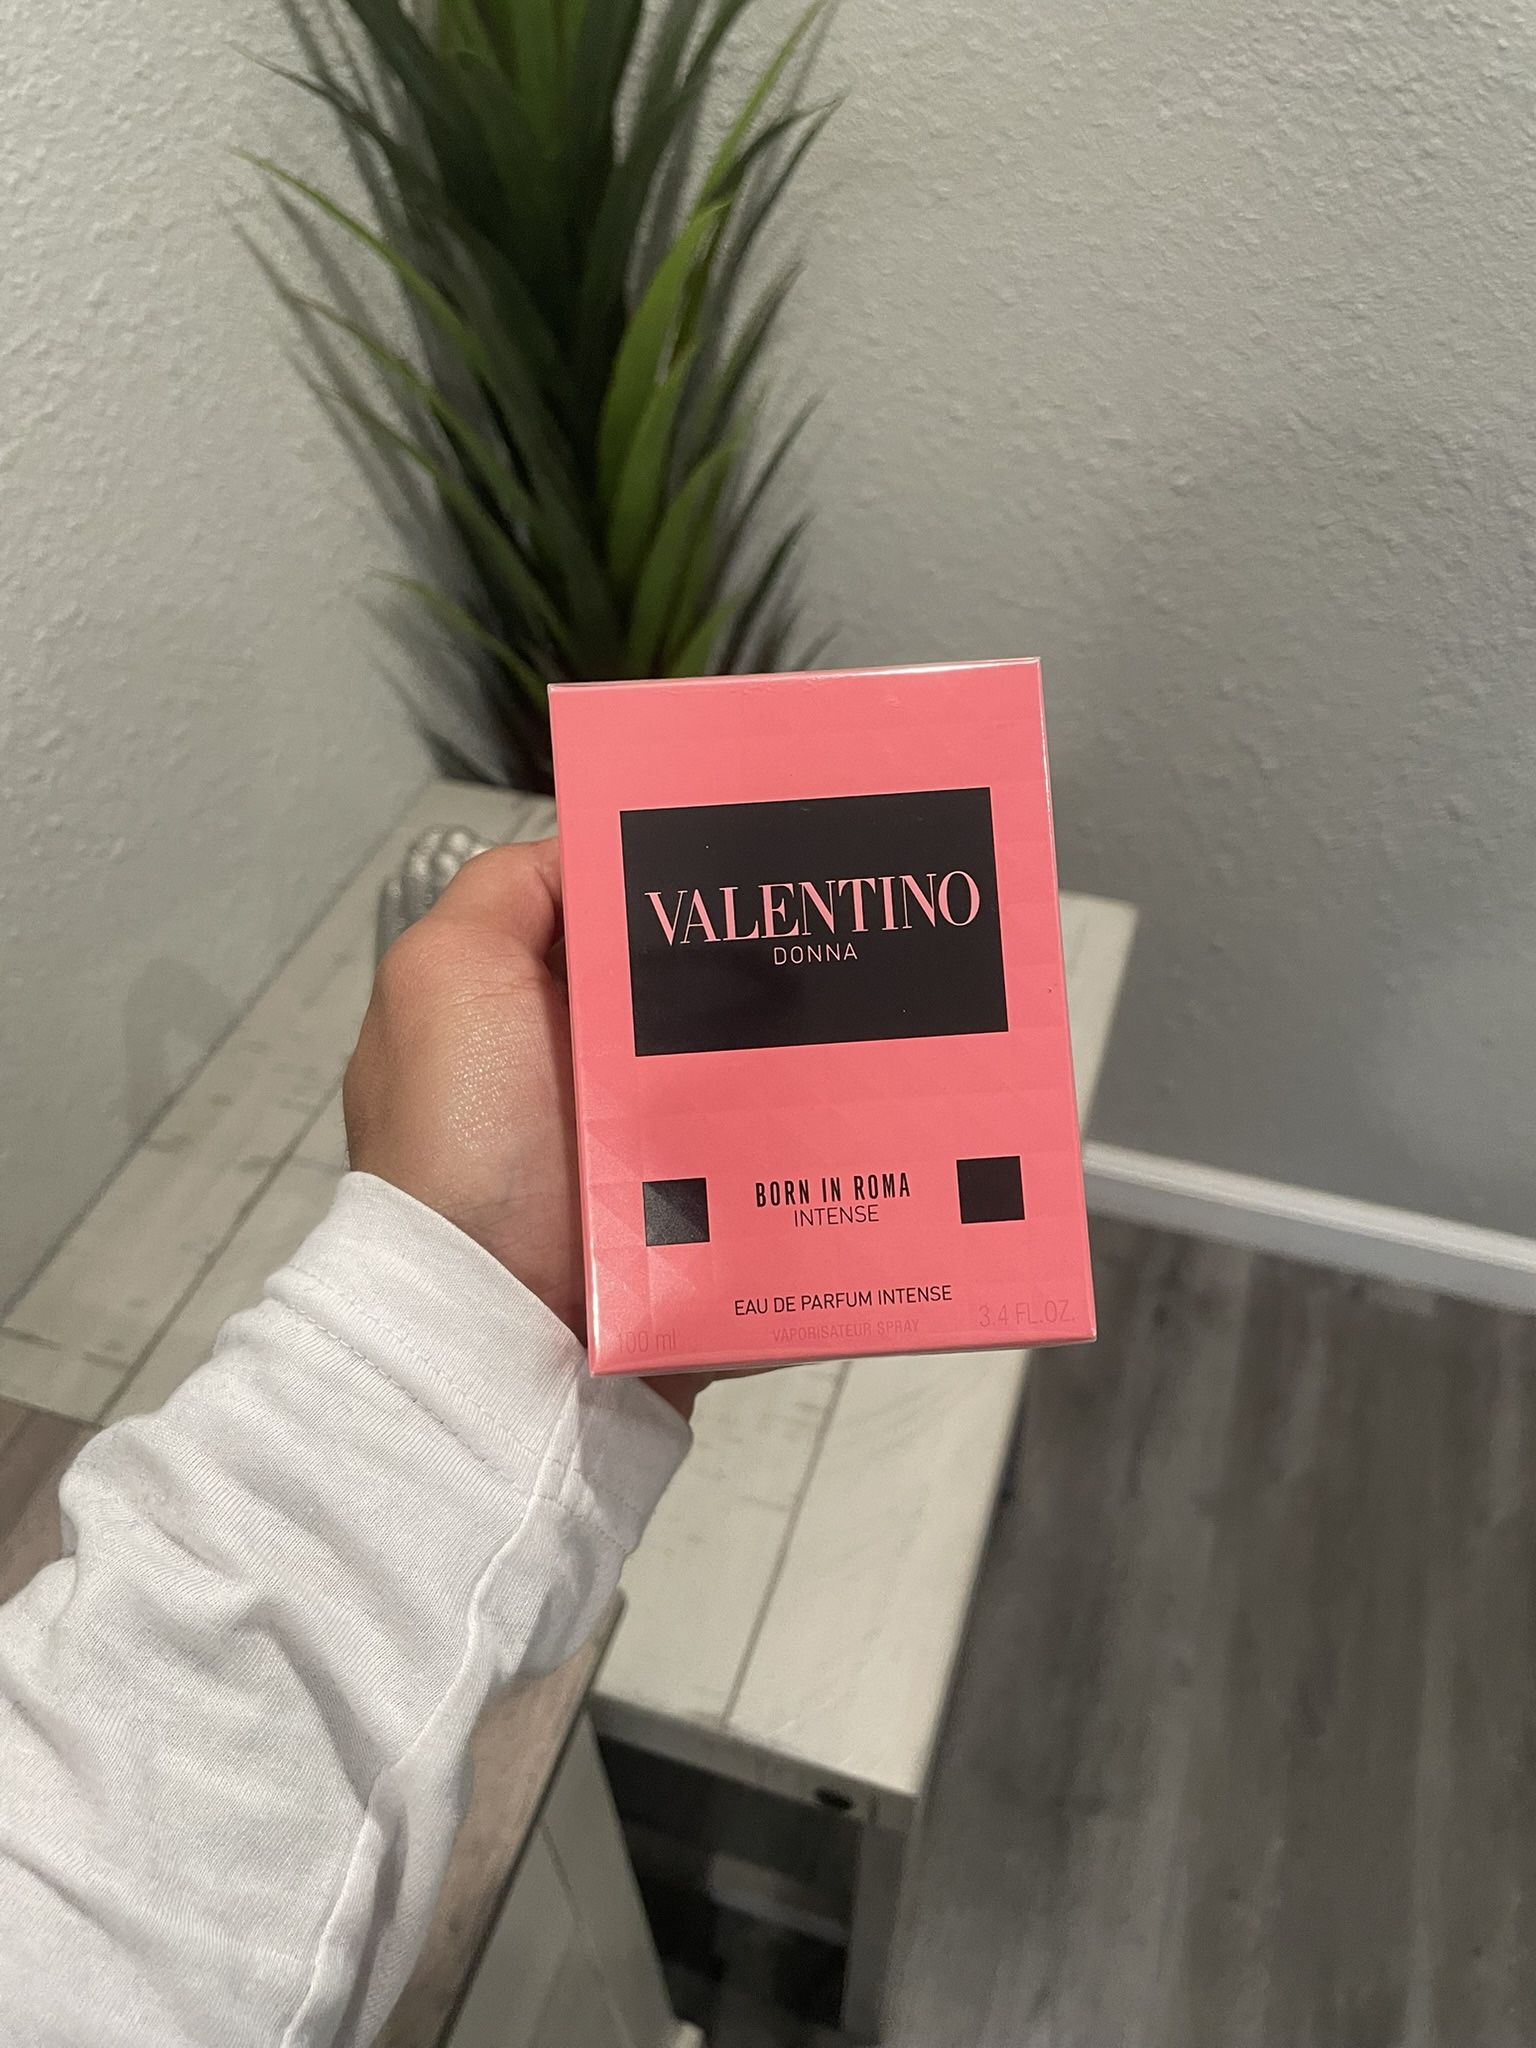 VALENTINO
DONNA
BORN IN ROMA
INTENSE
EAU DE PARFUM INTENSE
100 ml VAPORISATEUR SPRAY 3.4 FL.OZ.